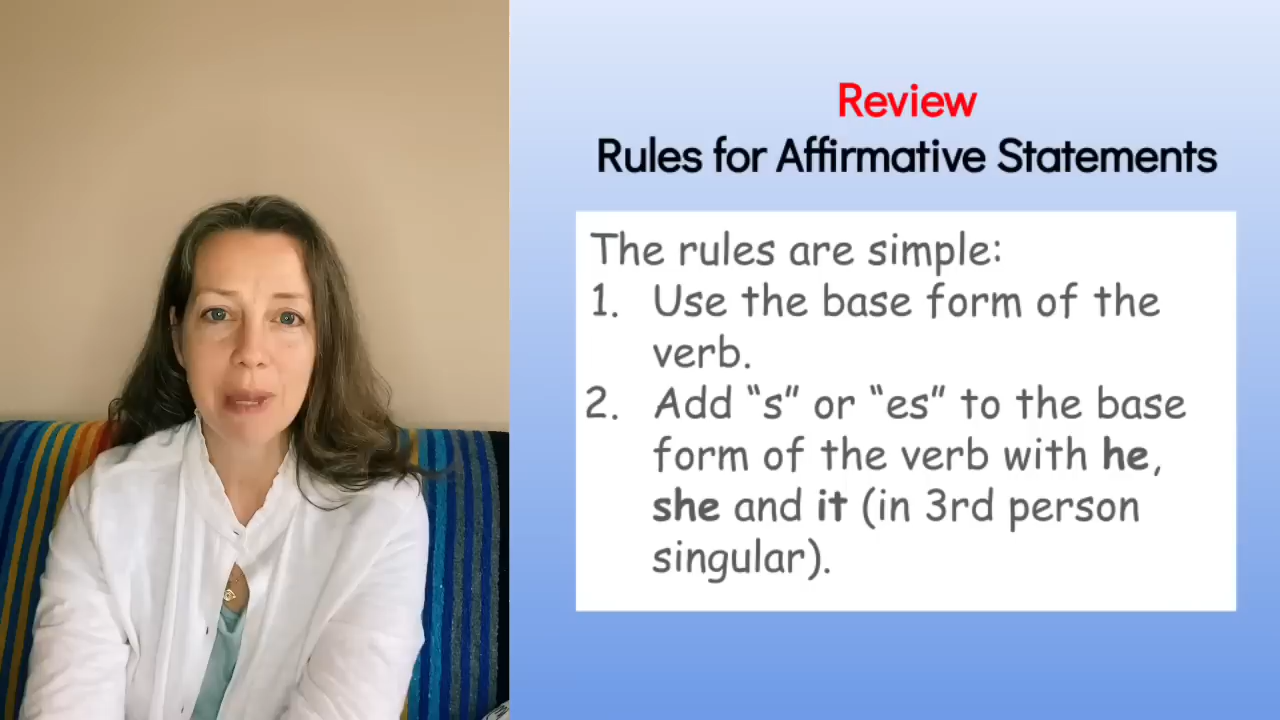 Review
Rules for Affirmative Statements
The rules are simple:
1. Use the base form of the
verb.
2. Add “s” or “es” to the base
form of the verb with he,
she and it (in 3rd person
singular).